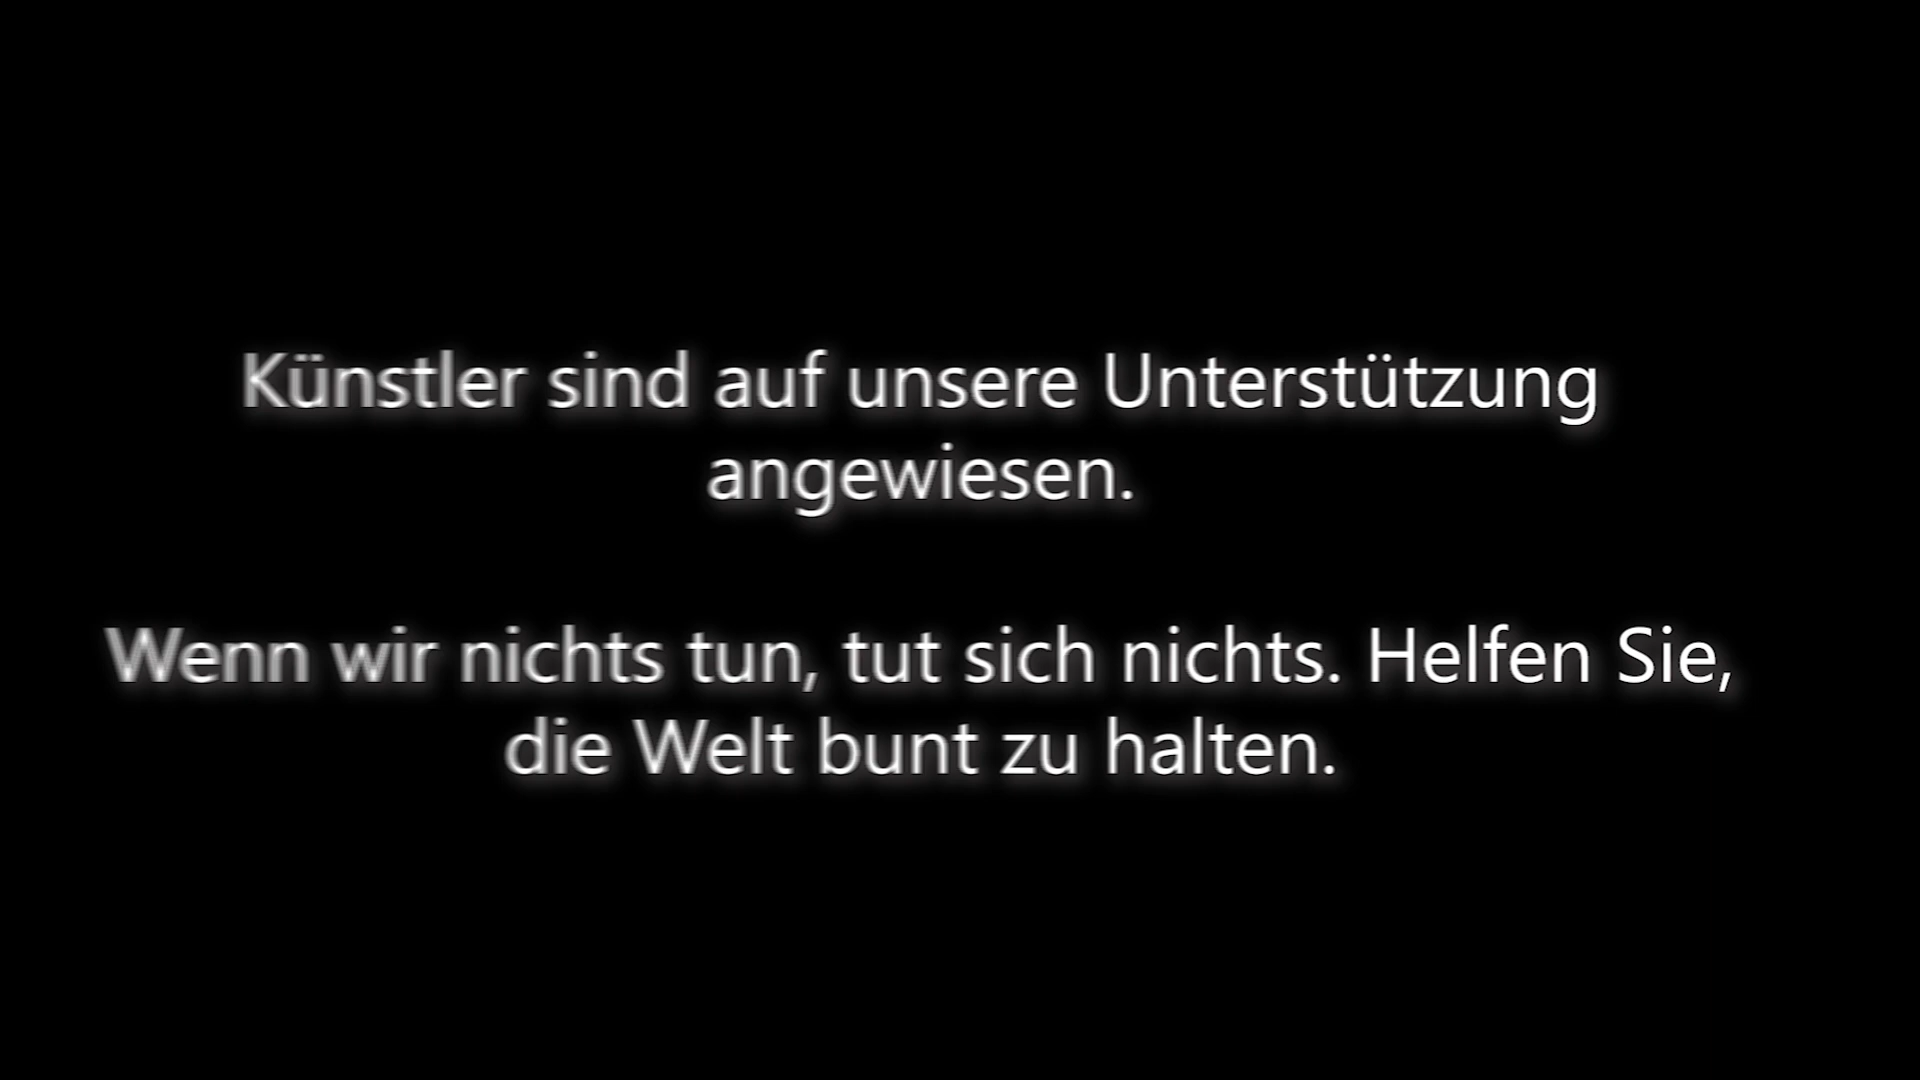 Künstler sind auf unsere Unterstützung
angewiesen.
Wenn wir nichts tun, tut sich nichts. Helfen Sie,
die Welt bunt zu halten.